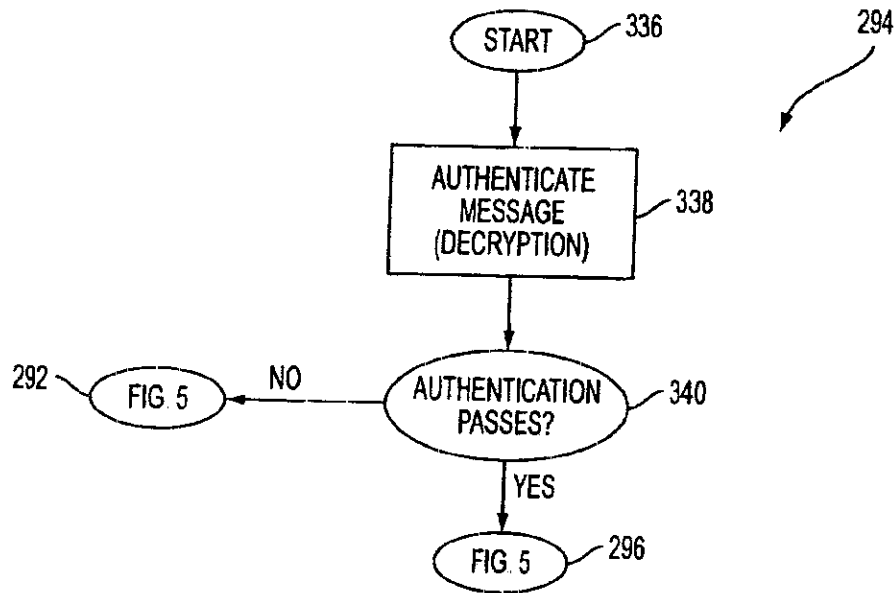 START
336
294
AUTHENTICATE
MESSAGE
(DECRYPTION)
338
292
FIG. 5
NO
AUTHENTICATION
PASSES?
340
YES
FIG. 5
296